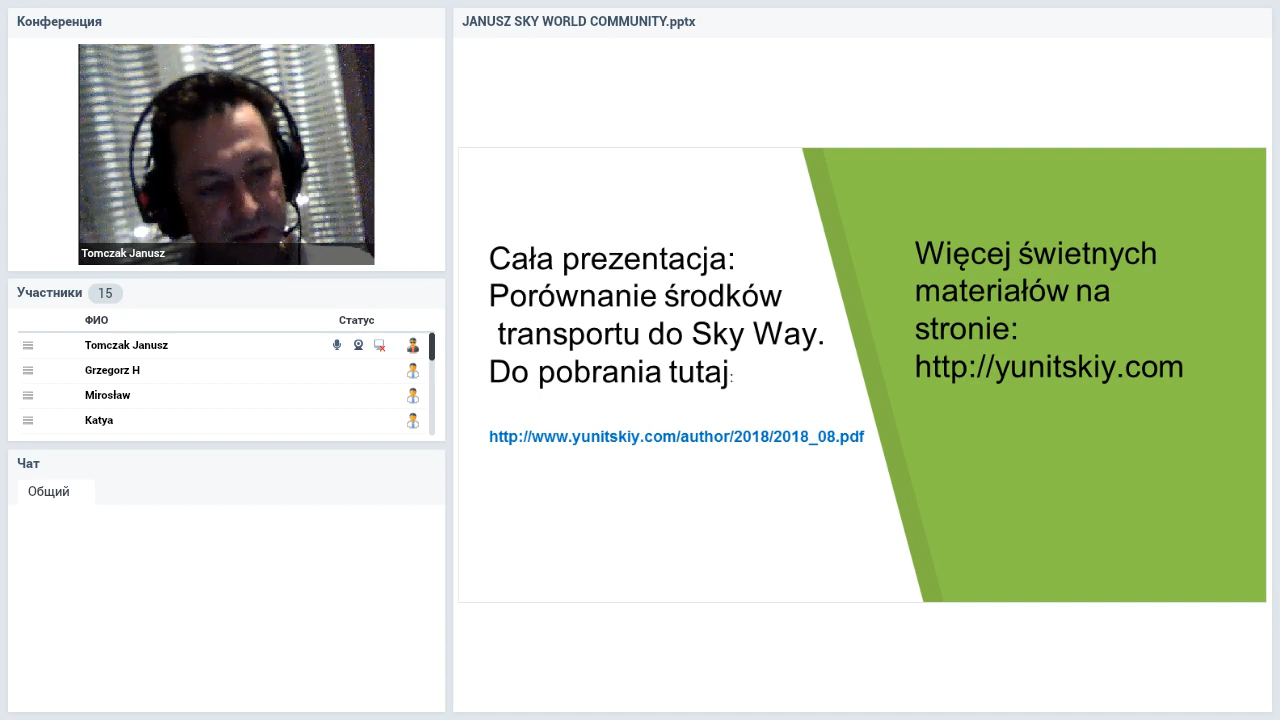 Конференция
Tomczak Janusz
Участники 15
ФИО Статус
Tomczak Janusz
Grzegorz H
Mirosław
Katya
Чат
Общий
JANUSZ SKY WORLD COMMUNITY.pptx
Cała prezentacja:
Porównanie środków
transportu do Sky Way.
Do pobrania tutaj:
http://www.yunitskiy.com/author/2018/2018_08.pdf
Więcej świetnych
materiałów na
stronie:
http://yunitskiy.com